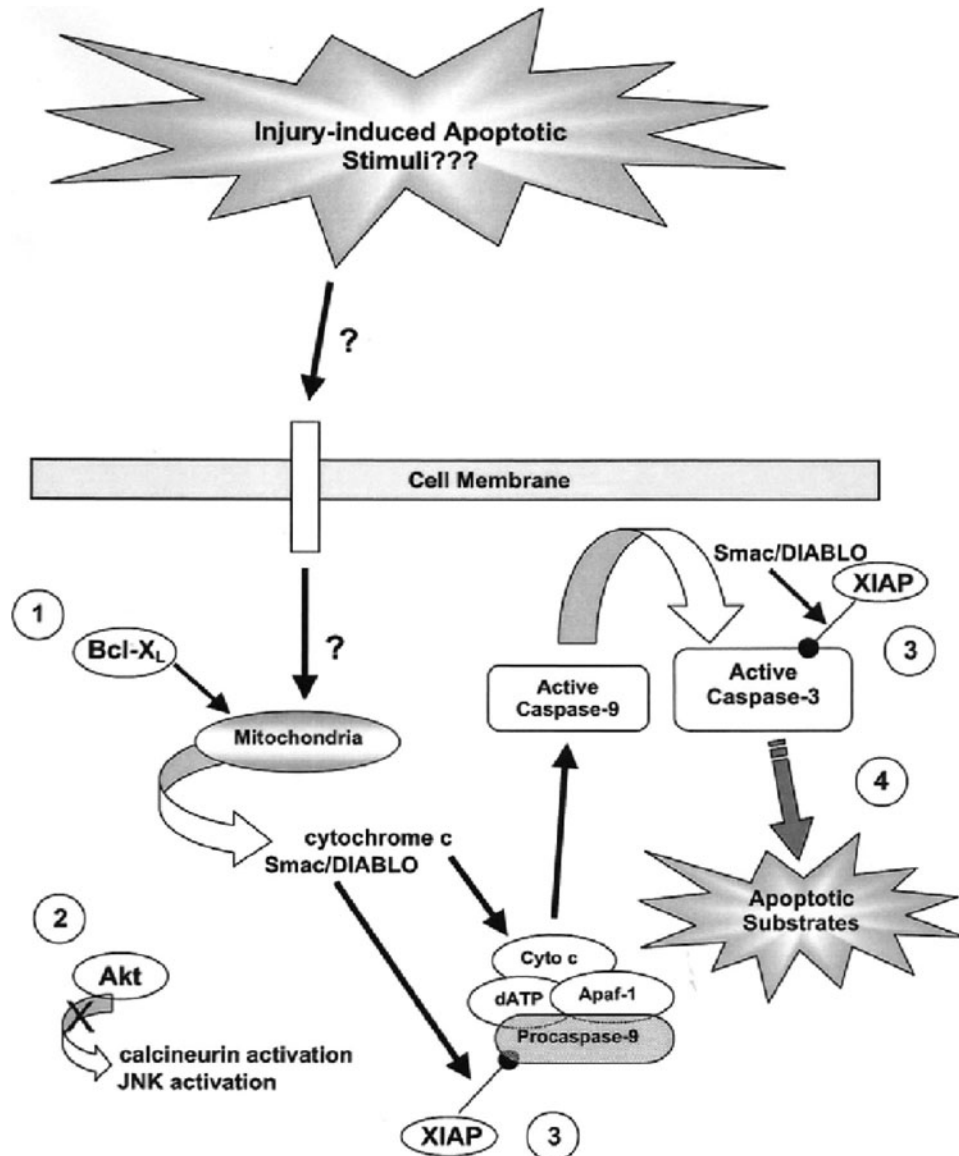 Injury-induced Apoptotic
Stimuli???
?
Cell Membrane
Smac/DIABLO
XIAP
1
3
Bcl-XL
?
Active
Caspase-9
Active
Caspase-3
Mitochondria
4
cytochrome c
Smac/DIABLO
Apoptotic
Substrates
2
Cyto c
Akt
dATP
Apaf-1
X
Procaspase-9
calcineurin activation
JNK activation
XIAP
3